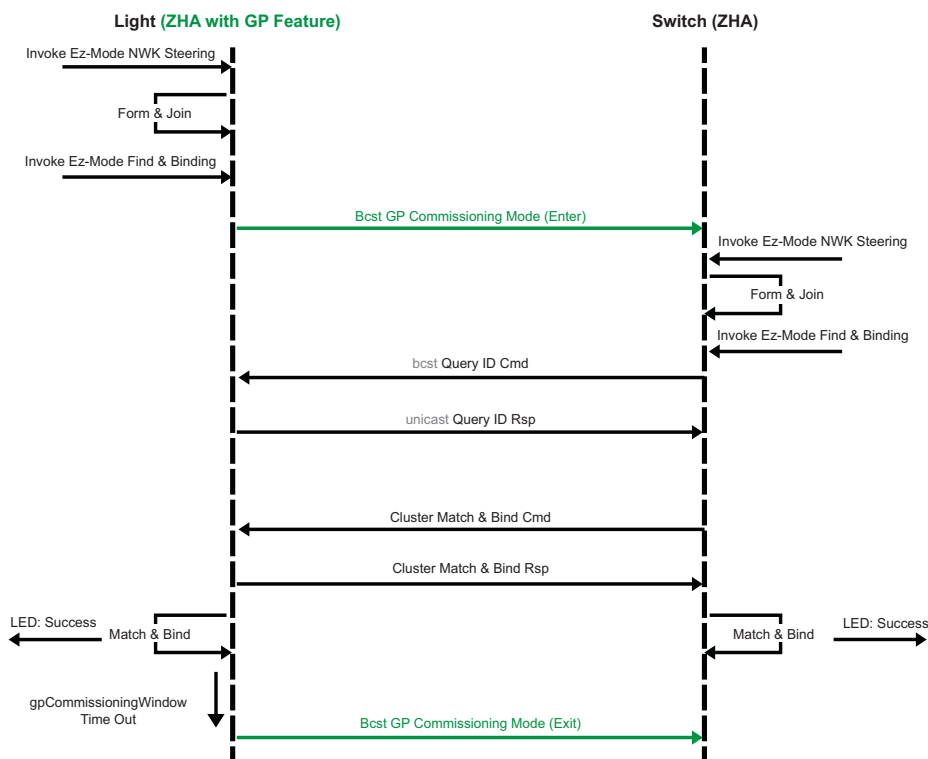 Light (ZHA with GP Feature)
Switch (ZHA)
Invoke Ez-Mode NWK Steering
Form & Join
Invoke Ez-Mode Find & Binding
Bcst GP Commissioning Mode (Enter)
Invoke Ez-Mode NWK Steering
Form & Join
Invoke Ez-Mode Find & Binding
bcst Query ID Cmd
unicast Query ID Rsp
Cluster Match & Bind Cmd
Cluster Match & Bind Rsp
LED: Success
Match & Bind
Match & Bind
LED: Success
gpCommissioningWindow
Time Out
Bcst GP Commissioning Mode (Exit)